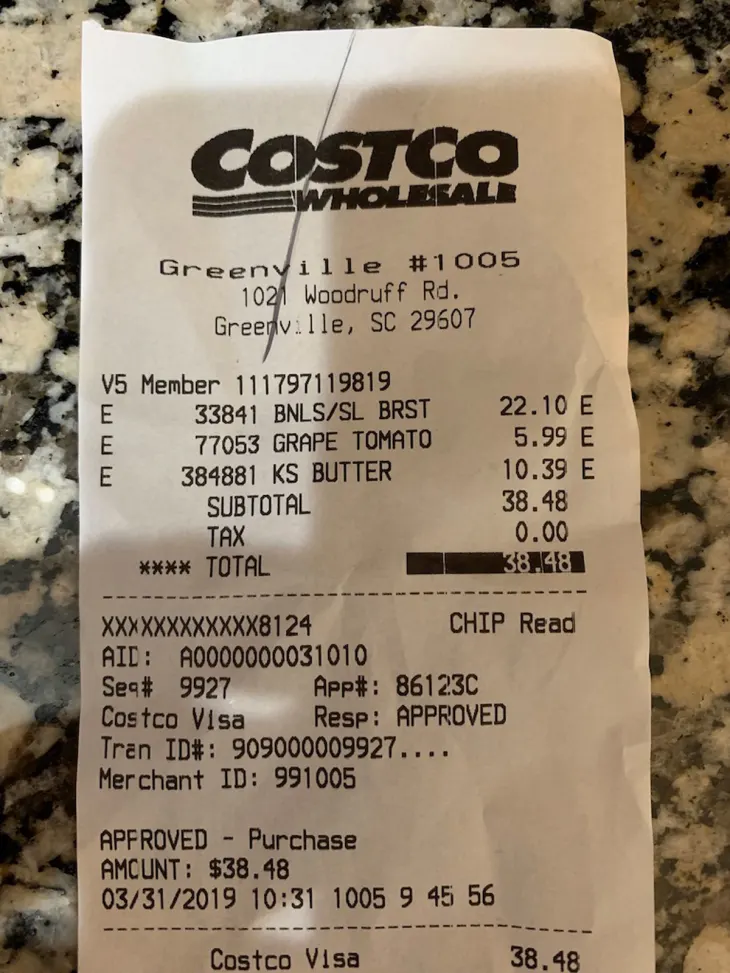 COSTCO
WHOLESALE
Greenville #1005
1021 Woodruff Rd.
Greenville, SC 29607
V5 Member 111797119819
E 33841 BNLS/SL BRST 22.10 E
E 77053 GRAPE TOMATO 5.99 E
E 384881 KS BUTTER 10.39 E
SUBTOTAL 38.48
TAX 0.00
**** TOTAL 38.48
XXXXXXXXXXXX8124 CHIP Read
AID: A0000000031010
Seq# 9927 App#: 86123C
Costco Visa Resp: APPROVED
Tran ID#: 909000009927....
Merchant ID: 991005
APPROVED - Purchase
AMOUNT: $38.48
03/31/2019 10:31 1005 9 45 56
Costco Visa 38.48